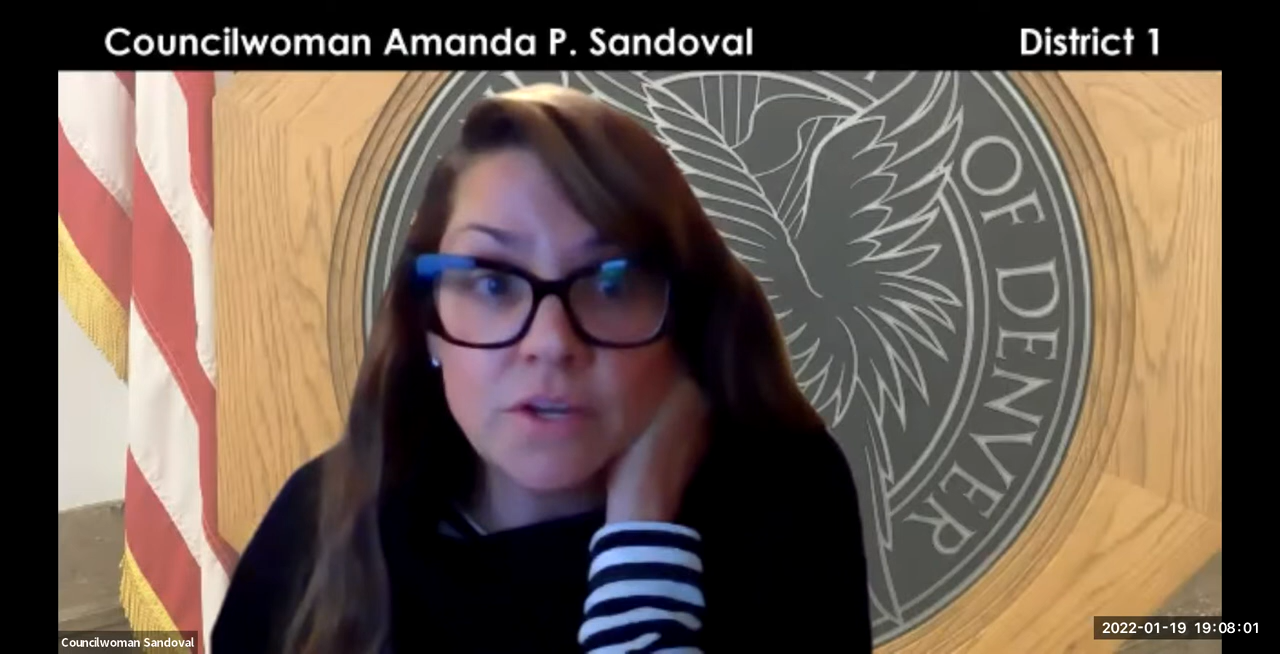 Councilwoman Amanda P. Sandoval District 1
OF DENVER
Councilwoman Sandoval
2022-01-19 19:08:01